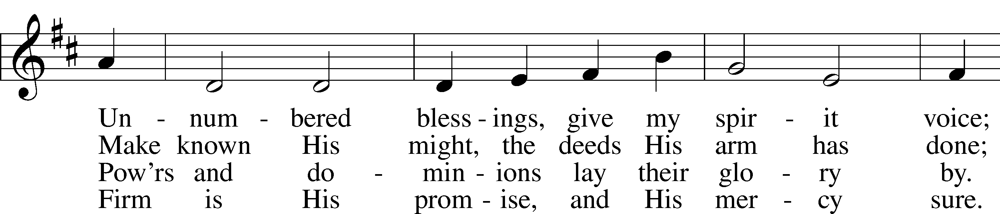 Un - num - bered bless - ings, give my spir - it voice;
Make known His might, the deeds His arm has done;
Pow'rs and do - min - ions lay their glo - ry by.
Firm is His prom - ise, and His mer - cy sure.